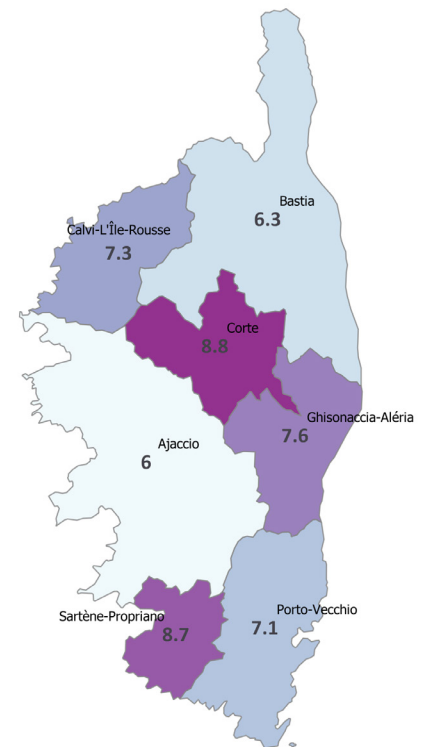 Bastia
6.3
Calvi-L'Île-Rousse
7.3
Corte
8.8
Ghisonaccia-Aléria
7.6
Ajaccio
6
Sartène-Propriano
8.7
Porto-Vecchio
7.1